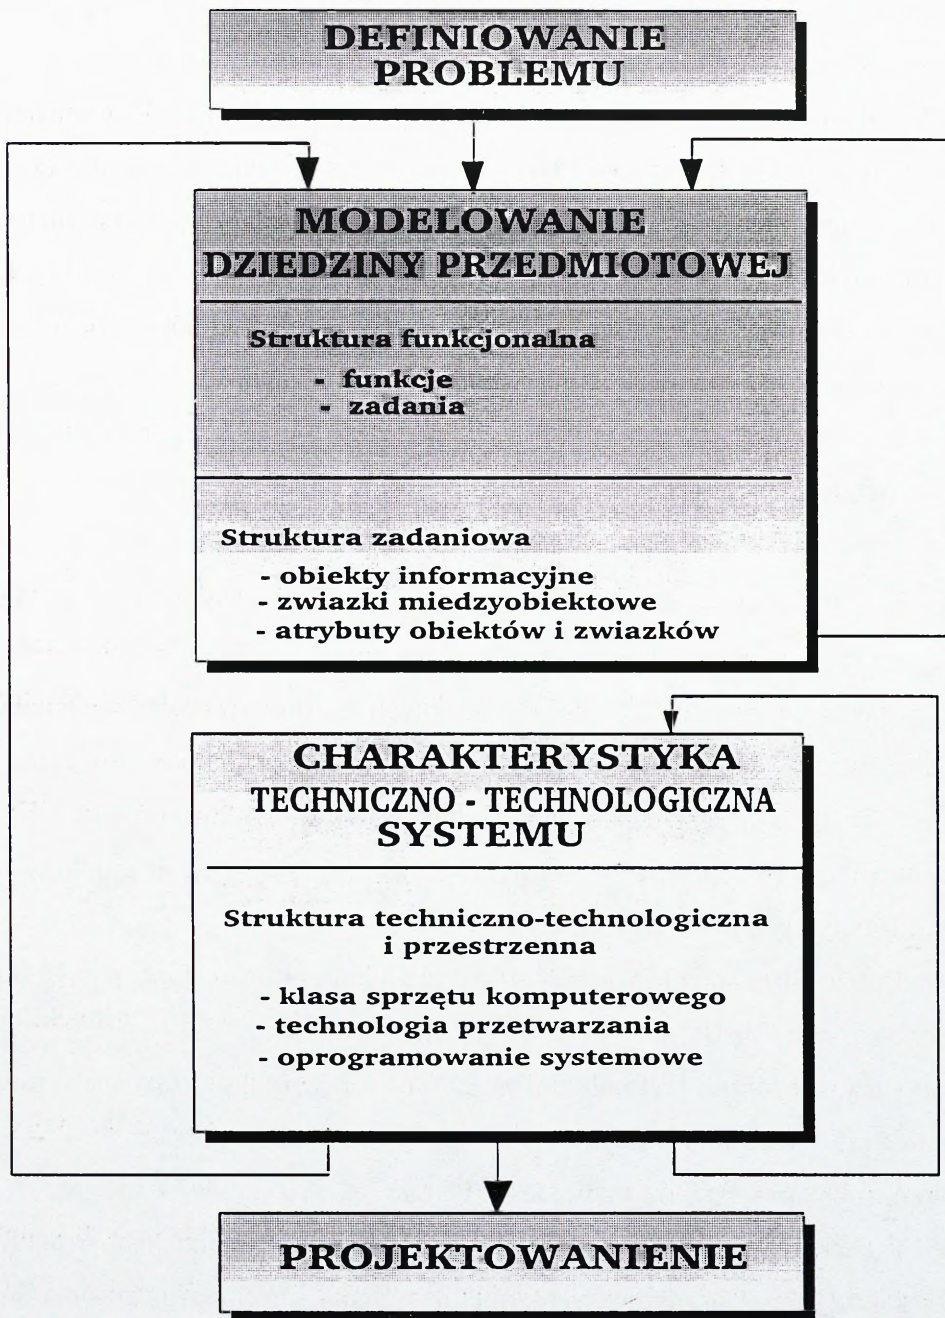 DEFINIOWANIE
PROBLEMU
MODELOWANIE
DZIEDZINY PRZEDMIOTOWEJ
Struktura funkcjonalna
- funkcje
- zadania
Struktura zadaniowa
- obiekty informacyjne
- zwiazki miedzyobiektowe
- atrybuty obiektów i zwiazków
CHARAKTERYSTYKA
TECHNICZNO - TECHNOLOGICZNA
SYSTEMU
Struktura techniczno-technologiczna
i przestrzenna
- klasa sprzętu komputerowego
- technologia przetwarzania
- oprogramowanie systemowe
PROJEKTOWANIENIE